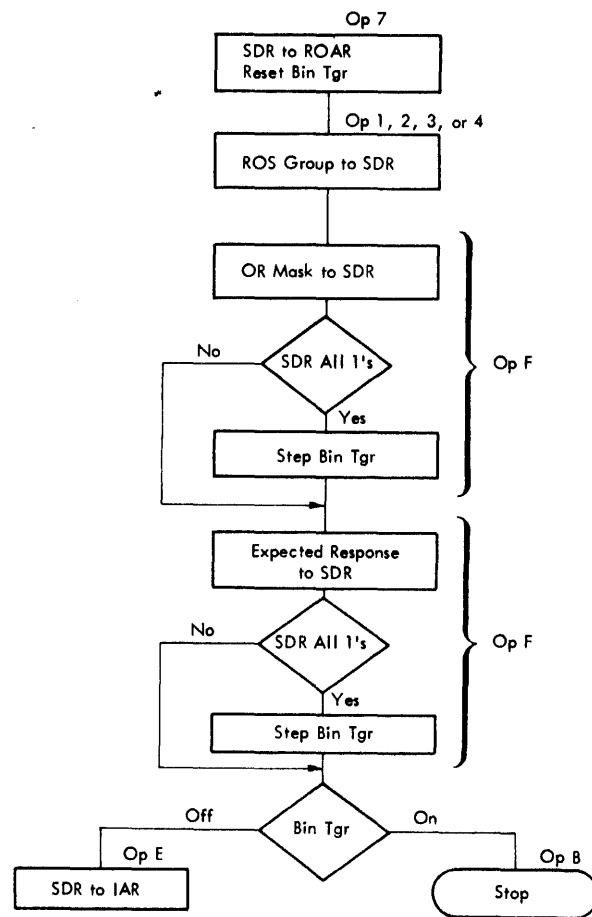 Op 7
SDR to ROAR
Reset Bin Tgr
Op 1, 2, 3, or 4
ROS Group to SDR
OR Mask to SDR
No
SDR All 1's
Op F
Yes
Step Bin Tgr
Expected Response
to SDR
No
SDR All 1's
Op F
Yes
Step Bin Tgr
Off
Bin Tgr
On
Op E
Op B
SDR to IAR
Stop